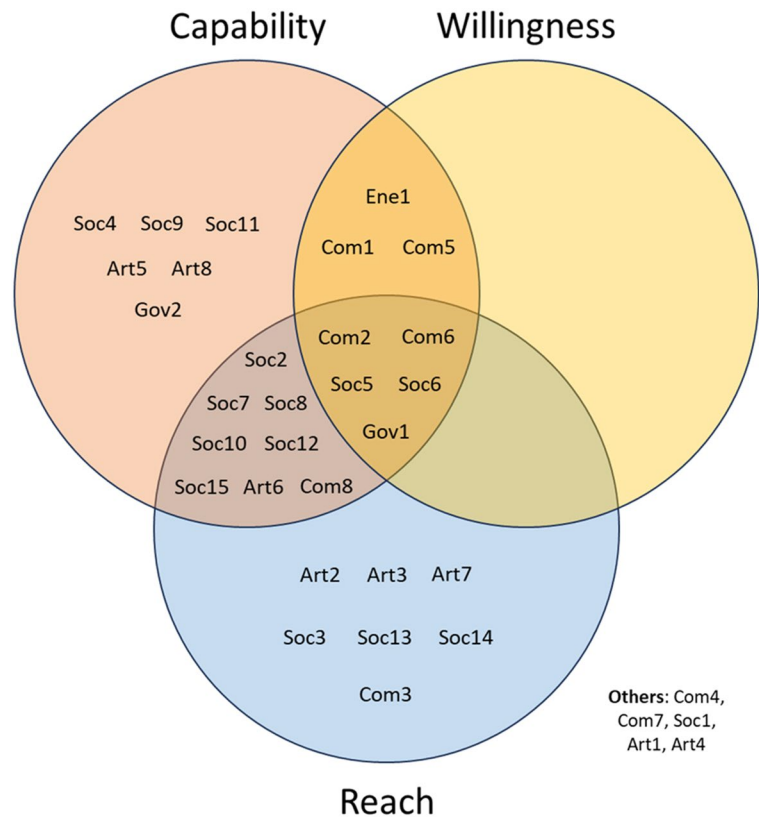 Capability Willingness
Ene1
Soc4 Soc9 Soc11
Com1 Com5
Art5 Art8
Gov2
Com2 Com6
Soc2
Soc5 Soc6
Soc7 Soc8
Gov1
Soc10 Soc12
Soc15 Art6 Com8
Art2 Art3 Art7
Soc3 Soc13 Soc14
Com3
Others: Com4,
Com7, Soc1,
Art1, Art4
Reach